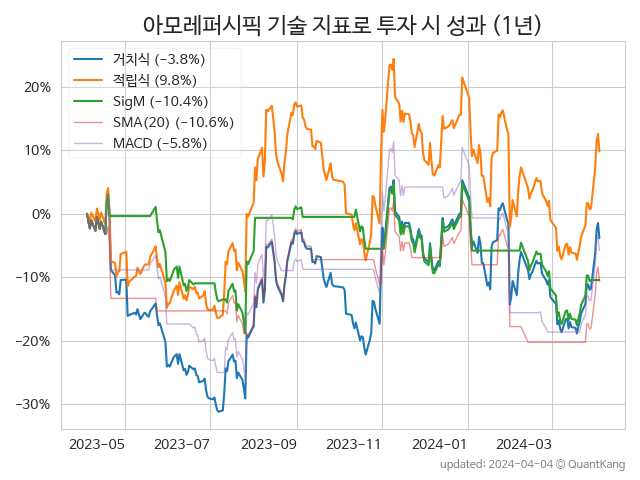 아모레퍼시픽 기술 지표로 투자 시 성과 (1년)
거치식 (−3.8%)
적립식 (9.8%)
SigM (−10.4%)
SMA(20) (−10.6%)
MACD (−5.8%)
20%
10%
0%
−10%
−20%
−30%
2023−05 2023−07 2023−09 2023−11 2024−01 2024−03
updated: 2024-04-04 © QuantKang